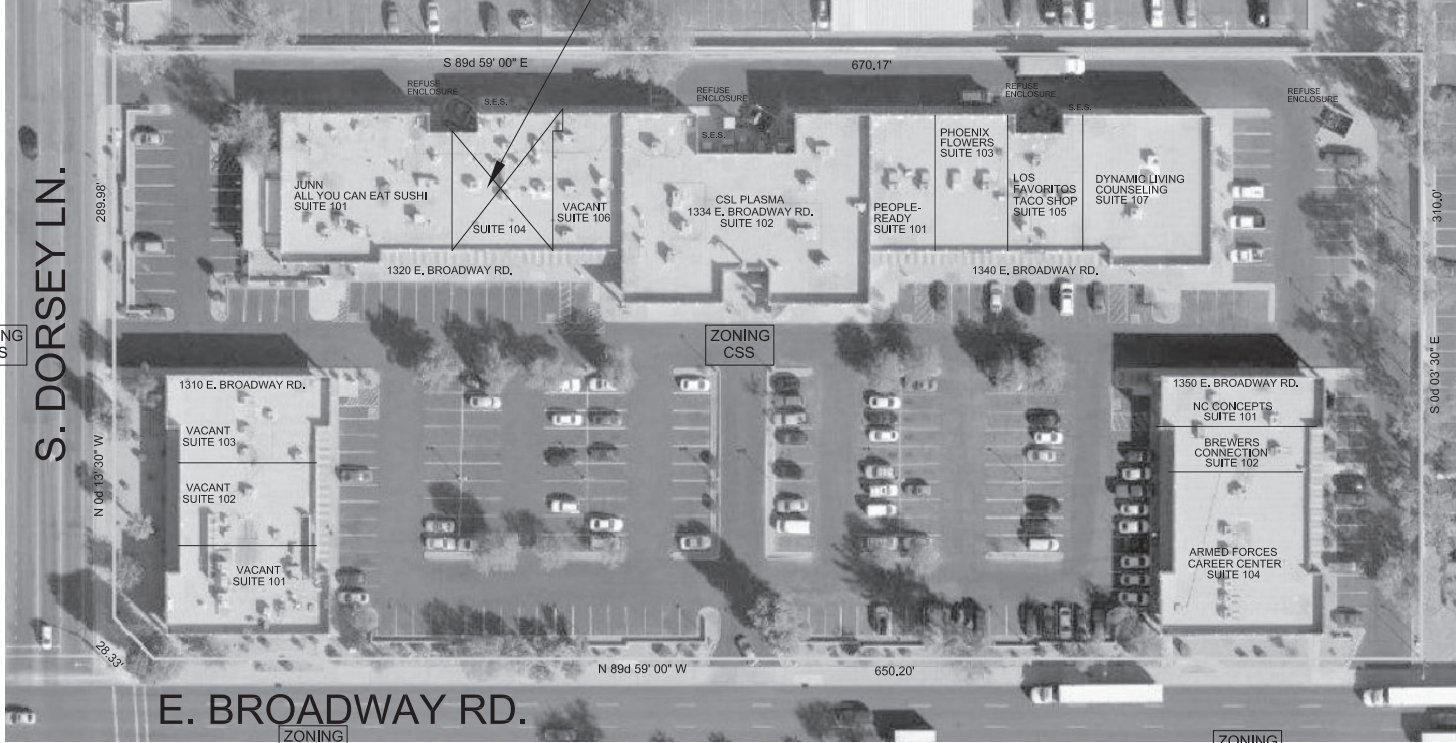 S 89d 59' 00" E
670.17'
REFUSE
ENCLOSURE
S.E.S.
REFUSE
ENCLOSURE
S.E.S.
REFUSE
ENCLOSURE
S.E.S.
REFUSE
ENCLOSURE
S. DORSEY LN.
289.98'
N 0d 13' 30" W
28.33'
JUNN
ALL YOU CAN EAT SUSHI
SUITE 101
SUITE 104
VACANT
SUITE 106
1320 E. BROADWAY RD.
CSL PLASMA
1334 E. BROADWAY RD.
SUITE 102
PEOPLE-
READY
SUITE 101
PHOENIX
FLOWERS
SUITE 103
LOS
FAVORITOS
TACO SHOP
SUITE 105
DYNAMIC LIVING
COUNSELING
SUITE 107
1340 E. BROADWAY RD.
310.0'
S 0d 03' 30" E
ZONING
CSS
1310 E. BROADWAY RD.
VACANT
SUITE 103
VACANT
SUITE 102
VACANT
SUITE 101
1350 E. BROADWAY RD.
NC CONCEPTS
SUITE 101
BREWERS
CONNECTION
SUITE 102
ARMED FORCES
CAREER CENTER
SUITE 104
N 89d 59' 00" W
650.20'
E. BROADWAY RD.
ZONING
ZONING